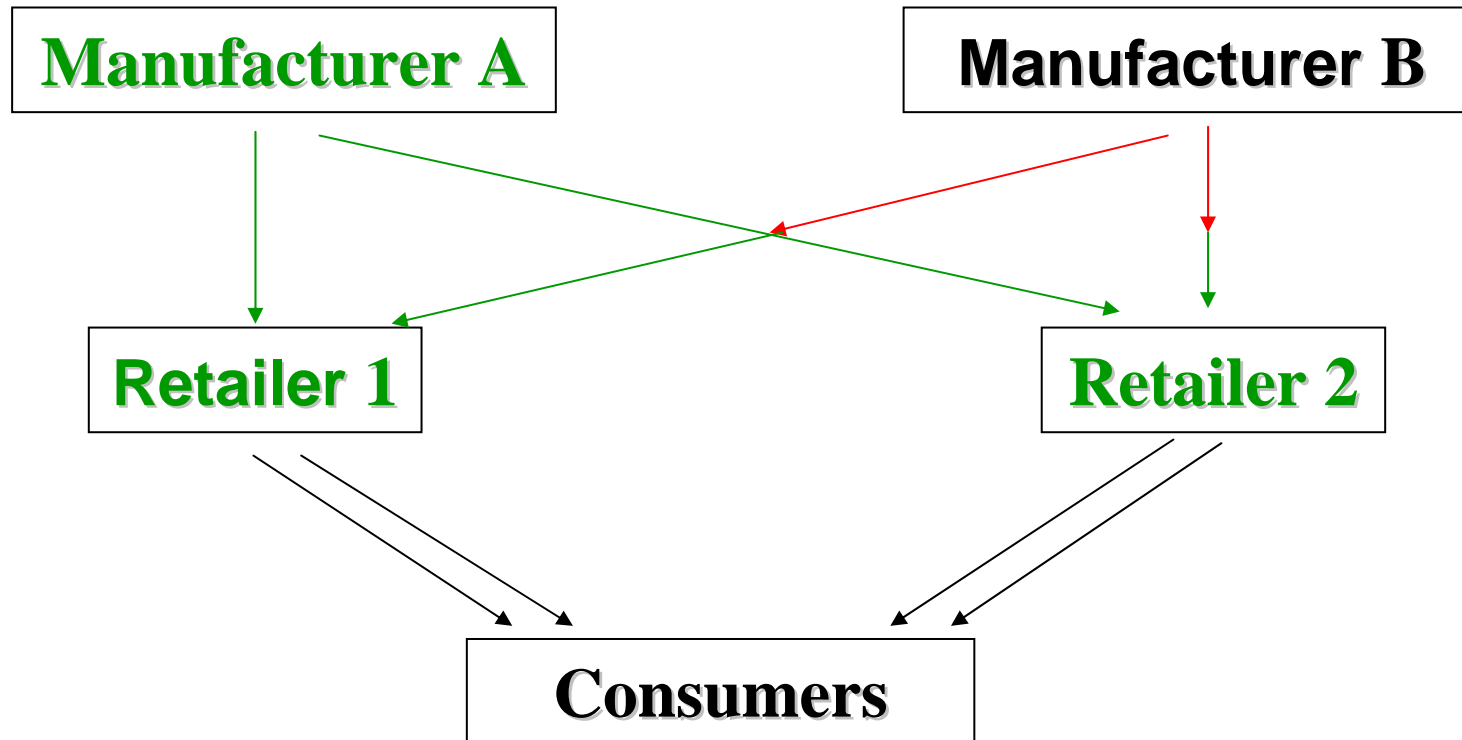 Manufacturer A
Manufacturer B
Retailer 1
Retailer 2
Consumers